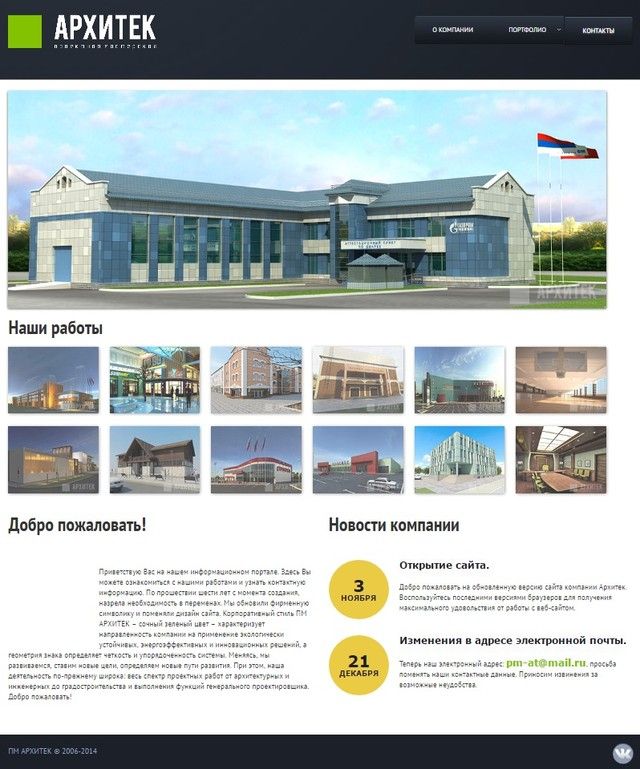 АРХИТЕК
ПРОЕКТНАЯ МАСТЕРСКАЯ
О КОМПАНИИ
ПОРТФОЛИО
КОНТАКТЫ
ГАЗПРОМ
АТТЕСТАЦИОННЫЙ ПУНКТ
АРХИТЕК
Наши работы
АРХИТЕК
АРХИТЕК
Добро пожаловать!
Приветствую Вас на нашем информационном портале. Здесь Вы
можете ознакомиться с нашими работами и узнать контактную
информацию. По прошествии шести лет с момента создания,
назрела необходимость в переменах. Мы обновили фирменную
символику и поменяли дизайн сайта. Корпоративный стиль ПМ
АРХИТЕК – сочный зеленый цвет – характеризует
направленность компании на применение экологически
устойчивых, энергоэффективных и инновационных решений, а
геометрия знака определяет четкость и упорядоченность системы. Меняясь, мы
развиваемся, ставим новые цели, определяем новые пути развития. При этом, наша
деятельность по-прежнему широка: весь спектр проектных работ от архитектурных и
инженерных до градостроительства и выполнения функций генерального проектировщика.
Добро пожаловать!
Новости компании
3
НОЯБРЯ
Открытие сайта.
Добро пожаловать на обновленную версию сайта компании Архитек.
Воспользуйтесь последними версиями браузеров для получения
максимального удовольствия от работы с веб-сайтом.
21
ДЕКАБРЯ
Изменения в адресе электронной почты.
Теперь наш электронный адрес: pm-at@mail.ru, просьба
поменять наши контактные данные. Приносим извинения за
возможные неудобства.
ПМ АРХИТЕК © 2006-2014